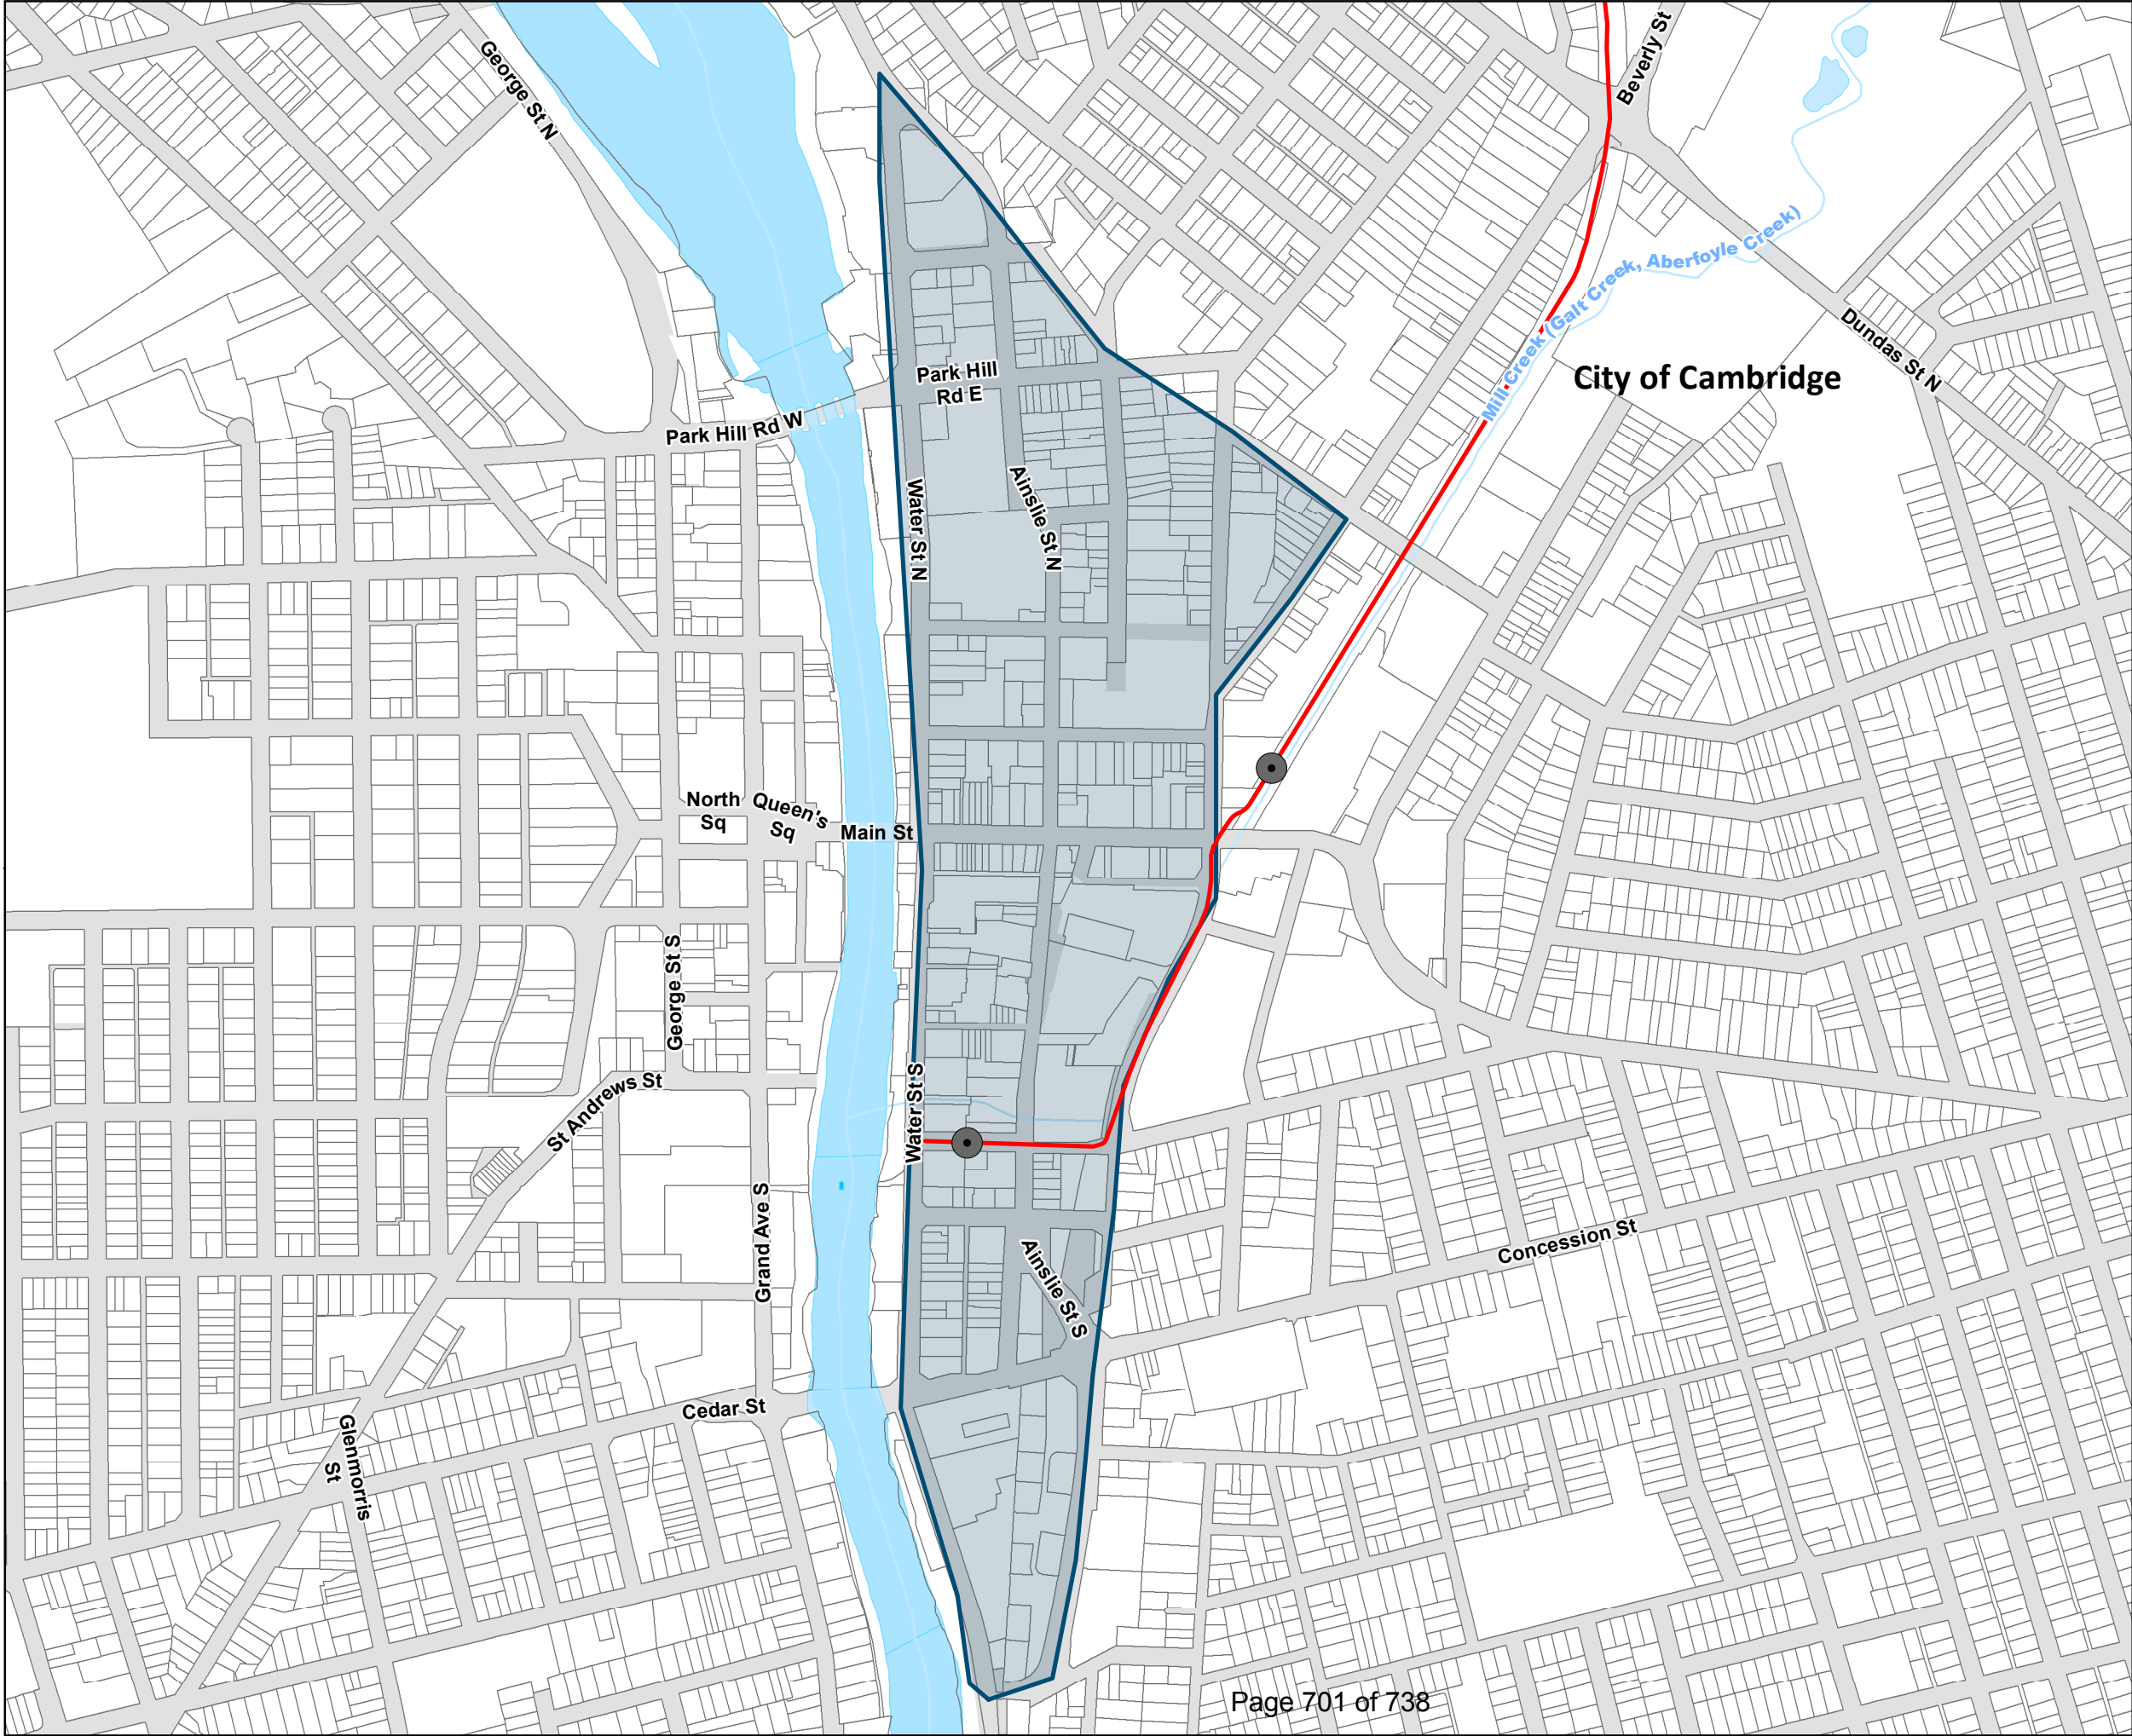 George St N
Beverly St
Mill Creek (Galt Creek, Aberfoyle Creek)
Dundas St N
City of Cambridge
Park Hill
Rd E
Park Hill Rd W
Ainslie St N
Water St N
North
Sq
Queen's
Sq
Main St
George St S
St Andrews St
Water St S
Grand Ave S
Concession St
Ainslie St S
Cedar St
Glenmorris
St
Page 701 of 738